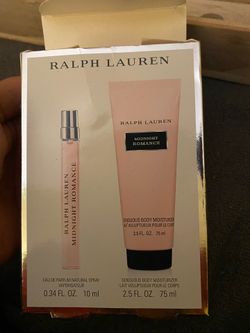 RALPH LAUREN
RALPH LAUREN
MIDNIGHT ROMANCE
RALPH LAUREN
MIDNIGHT
ROMANCE
SENSUOUS BODY MOISTURIZER
LAIT VOLUPTUEUX POUR LE CORPS
2.5 FL. OZ. 75 ml
EAU DE PARFUM NATURAL SPRAY
VAPORISATEUR
0.34 FL. OZ. 10 ml
SENSUOUS BODY MOISTURIZER
LAIT VOLUPTUEUX POUR LE CORPS
2.5 FL. OZ. 75 ml